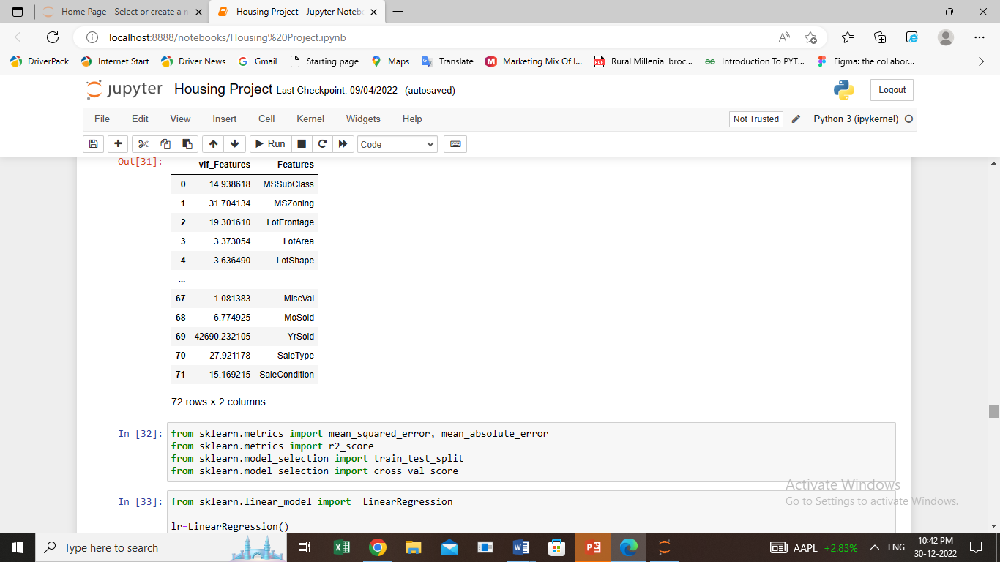 Home Page - Select or create a n
Housing Project - Jupyter Noteb
localhost:8888/notebooks/Housing%20Project.ipynb
DriverPack Internet Start Driver News Gmail Starting page Maps Translate Marketing Mix Of I... Rural Millenial broc... Introduction To PYT... Figma: the collabor...
jupyter Housing Project Last Checkpoint: 09/04/2022 (autosaved) Logout
File Edit View Insert Cell Kernel Widgets Help Not Trusted Python 3 (ipykernel)
Run Code
Out[31]: vif_Features Features
0 14.938618 MSSubClass
1 31.704134 MSZoning
2 19.301610 LotFrontage
3 3.373054 LotArea
4 3.636490 LotShape
... ... ...
67 1.081383 MiscVal
68 6.774925 MoSold
69 42690.232105 YrSold
70 27.921178 SaleType
71 15.169215 SaleCondition
72 rows × 2 columns
In [32]: from sklearn.metrics import mean_squared_error, mean_absolute_error
from sklearn.metrics import r2_score
from sklearn.model_selection import train_test_split
from sklearn.model_selection import cross_val_score
Activate Windows
Go to Settings to activate Windows.
In [33]: from sklearn.linear_model import  LinearRegression
lr=LinearRegression()
Type here to search
AAPL +2.83% ENG 10:42 PM
30-12-2022